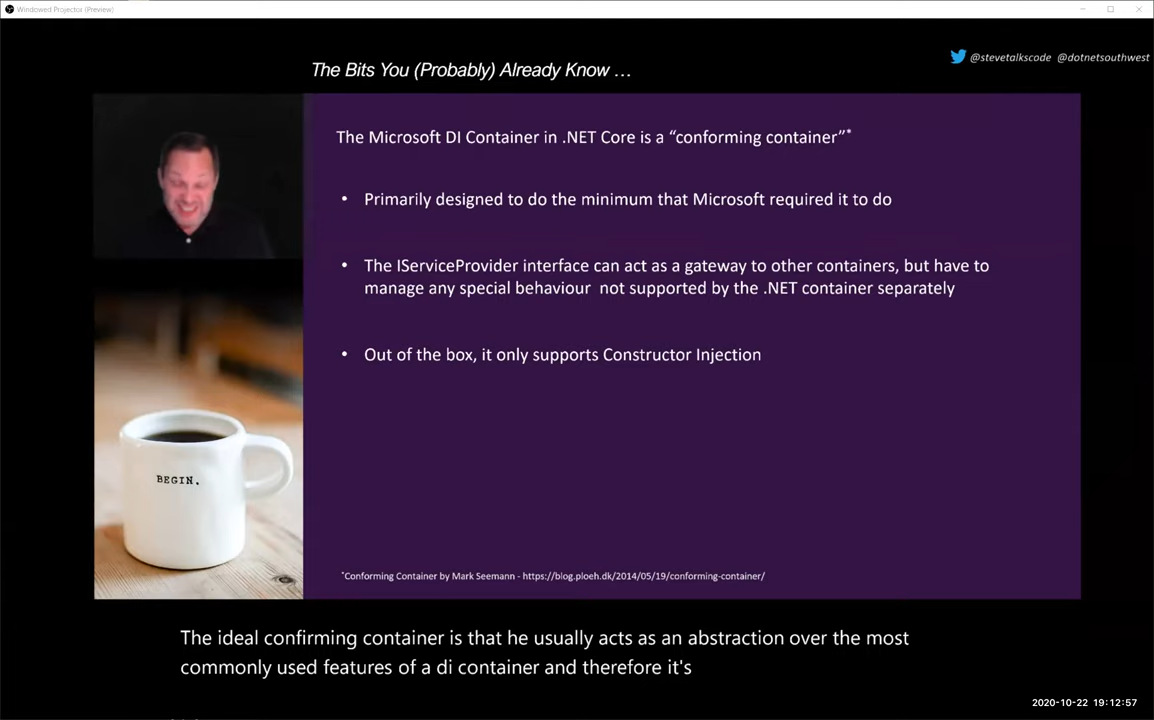 Windowed Projector (Preview)
The Bits You (Probably) Already Know ...
@stevetalkscode @dotnetsouthwest
The Microsoft DI Container in .NET Core is a “conforming container”*
• Primarily designed to do the minimum that Microsoft required it to do
• The IServiceProvider interface can act as a gateway to other containers, but have to
manage any special behaviour not supported by the .NET container separately
• Out of the box, it only supports Constructor Injection
BEGIN.
*Conforming Container by Mark Seemann - https://blog.ploeh.dk/2014/05/19/conforming-container/
The ideal confirming container is that he usually acts as an abstraction over the most
commonly used features of a di container and therefore it's
2020-10-22 19:12:57